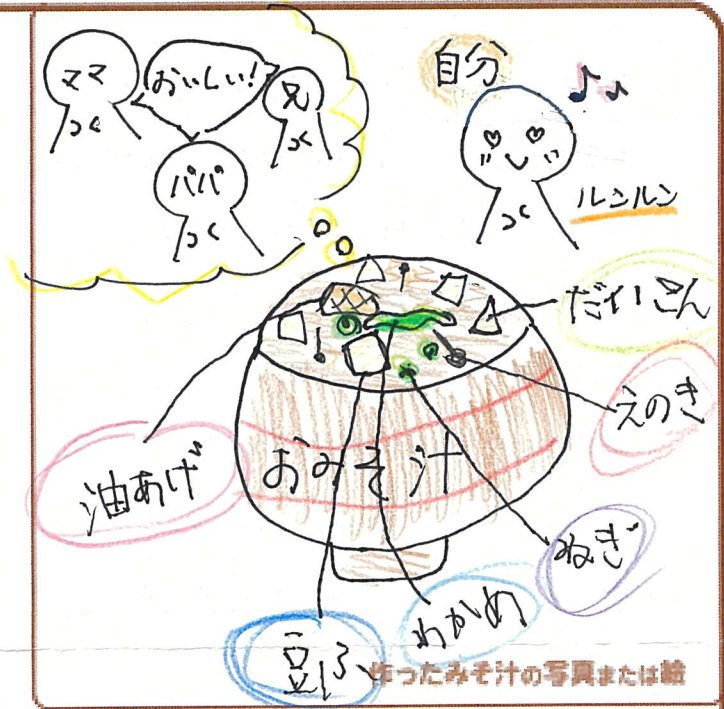 ママ
おいしい!
兄
パパ
自分
ルンルン
だいこん
えのき
油あげ
おみそ汁
ねぎ
わかめ
豆ふ
作ったみそ汁の写真または絵